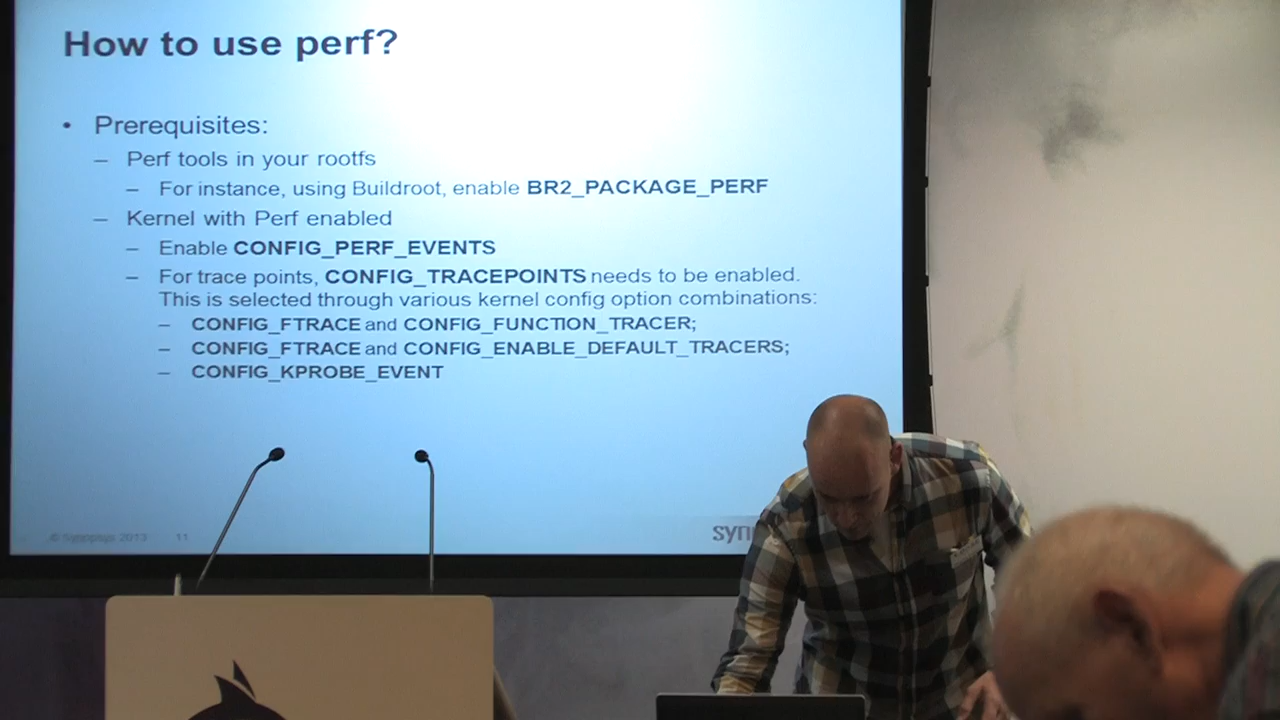 How to use perf?
• Prerequisites:
– Perf tools in your rootfs
– For instance, using Buildroot, enable BR2_PACKAGE_PERF
– Kernel with Perf enabled
– Enable CONFIG_PERF_EVENTS
– For trace points, CONFIG_TRACEPOINTS needs to be enabled.
This is selected through various kernel config option combinations:
– CONFIG_FTRACE and CONFIG_FUNCTION_TRACER;
– CONFIG_FTRACE and CONFIG_ENABLE_DEFAULT_TRACERS;
– CONFIG_KPROBE_EVENT
© Synopsys 2013 11